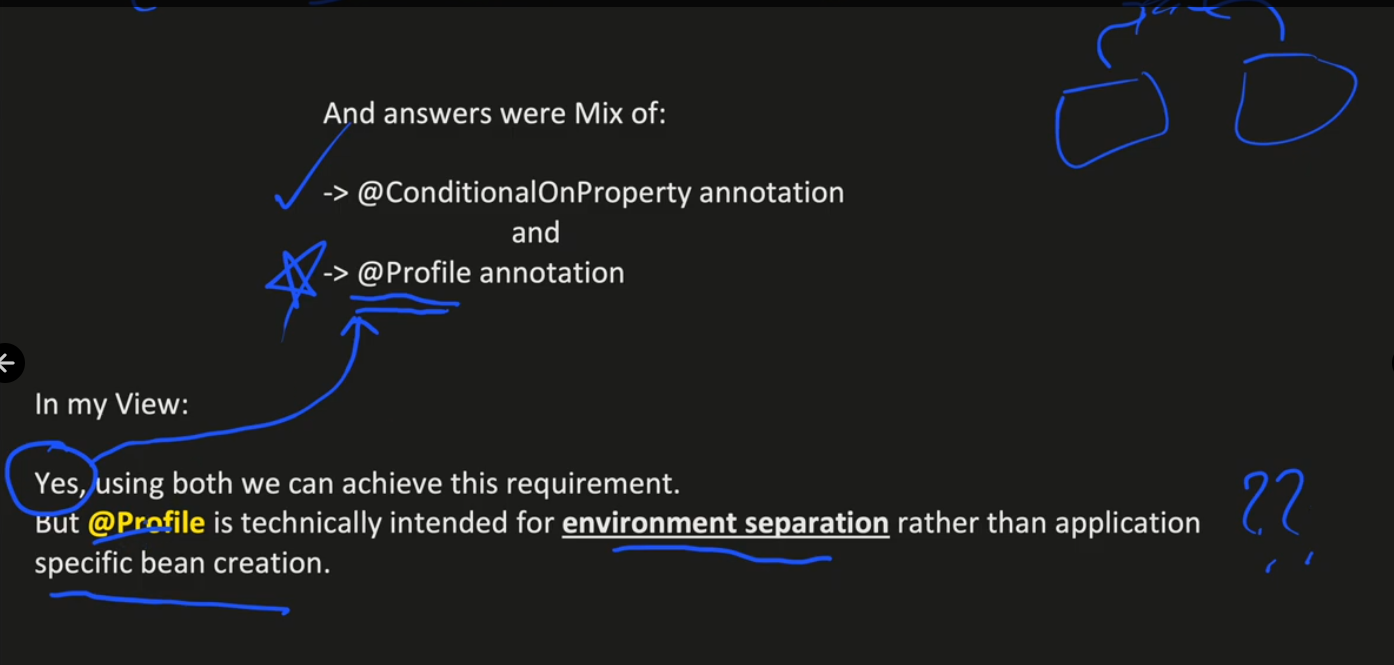 And answers were Mix of:
-> @ConditionalOnProperty annotation
and
-> @Profile annotation
In my View:
Yes, using both we can achieve this requirement.
But @Profile is technically intended for environment separation rather than application
specific bean creation.
??